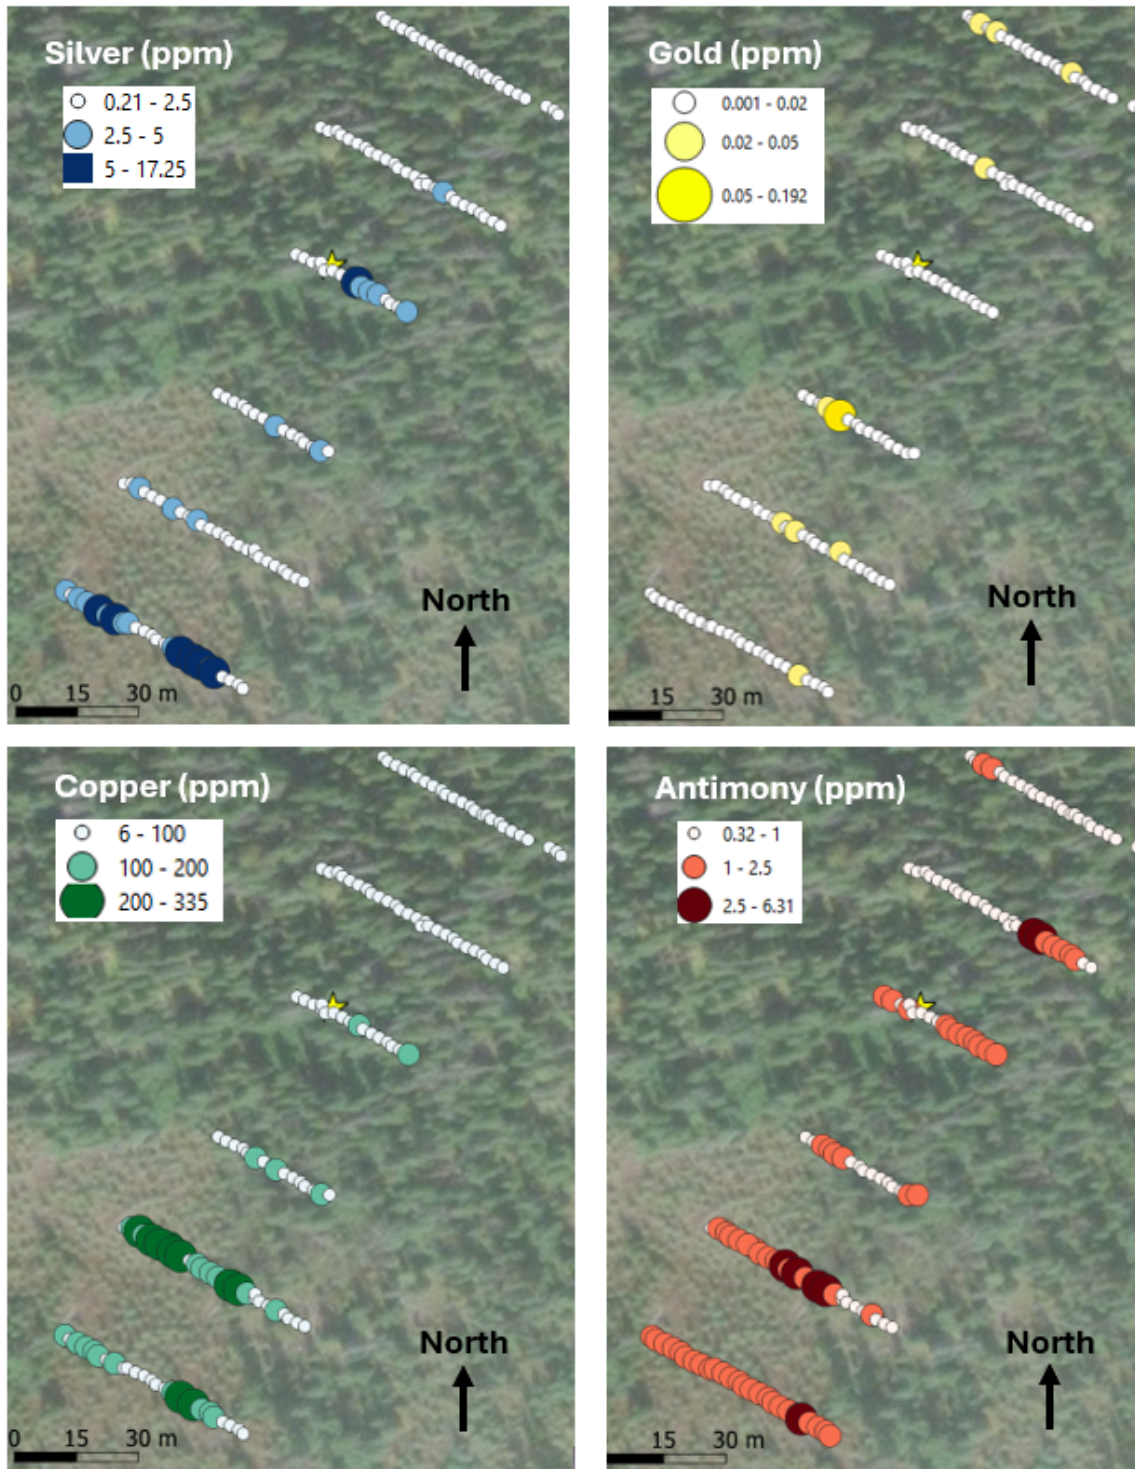 Silver (ppm)
0.21 - 2.5
2.5 - 5
5 - 17.25
North
0 15 30 m
Gold (ppm)
0.001 - 0.02
0.02 - 0.05
0.05 - 0.192
North
15 30 m
Copper (ppm)
6 - 100
100 - 200
200 - 335
North
0 15 30 m
Antimony (ppm)
0.32 - 1
1 - 2.5
2.5 - 6.31
North
15 30 m